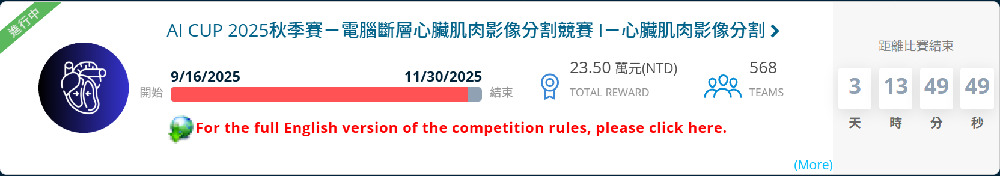 進行中
AI CUP 2025秋季賽－電腦斷層心臟肌肉影像分割競賽 I－心臟肌肉影像分割
距離比賽結束
9/16/2025
11/30/2025
23.50 萬元(NTD)
568
開始
結束
TOTAL REWARD
TEAMS
3
13
49
49
天
時
分
秒
For the full English version of the competition rules, please click here.
(More)